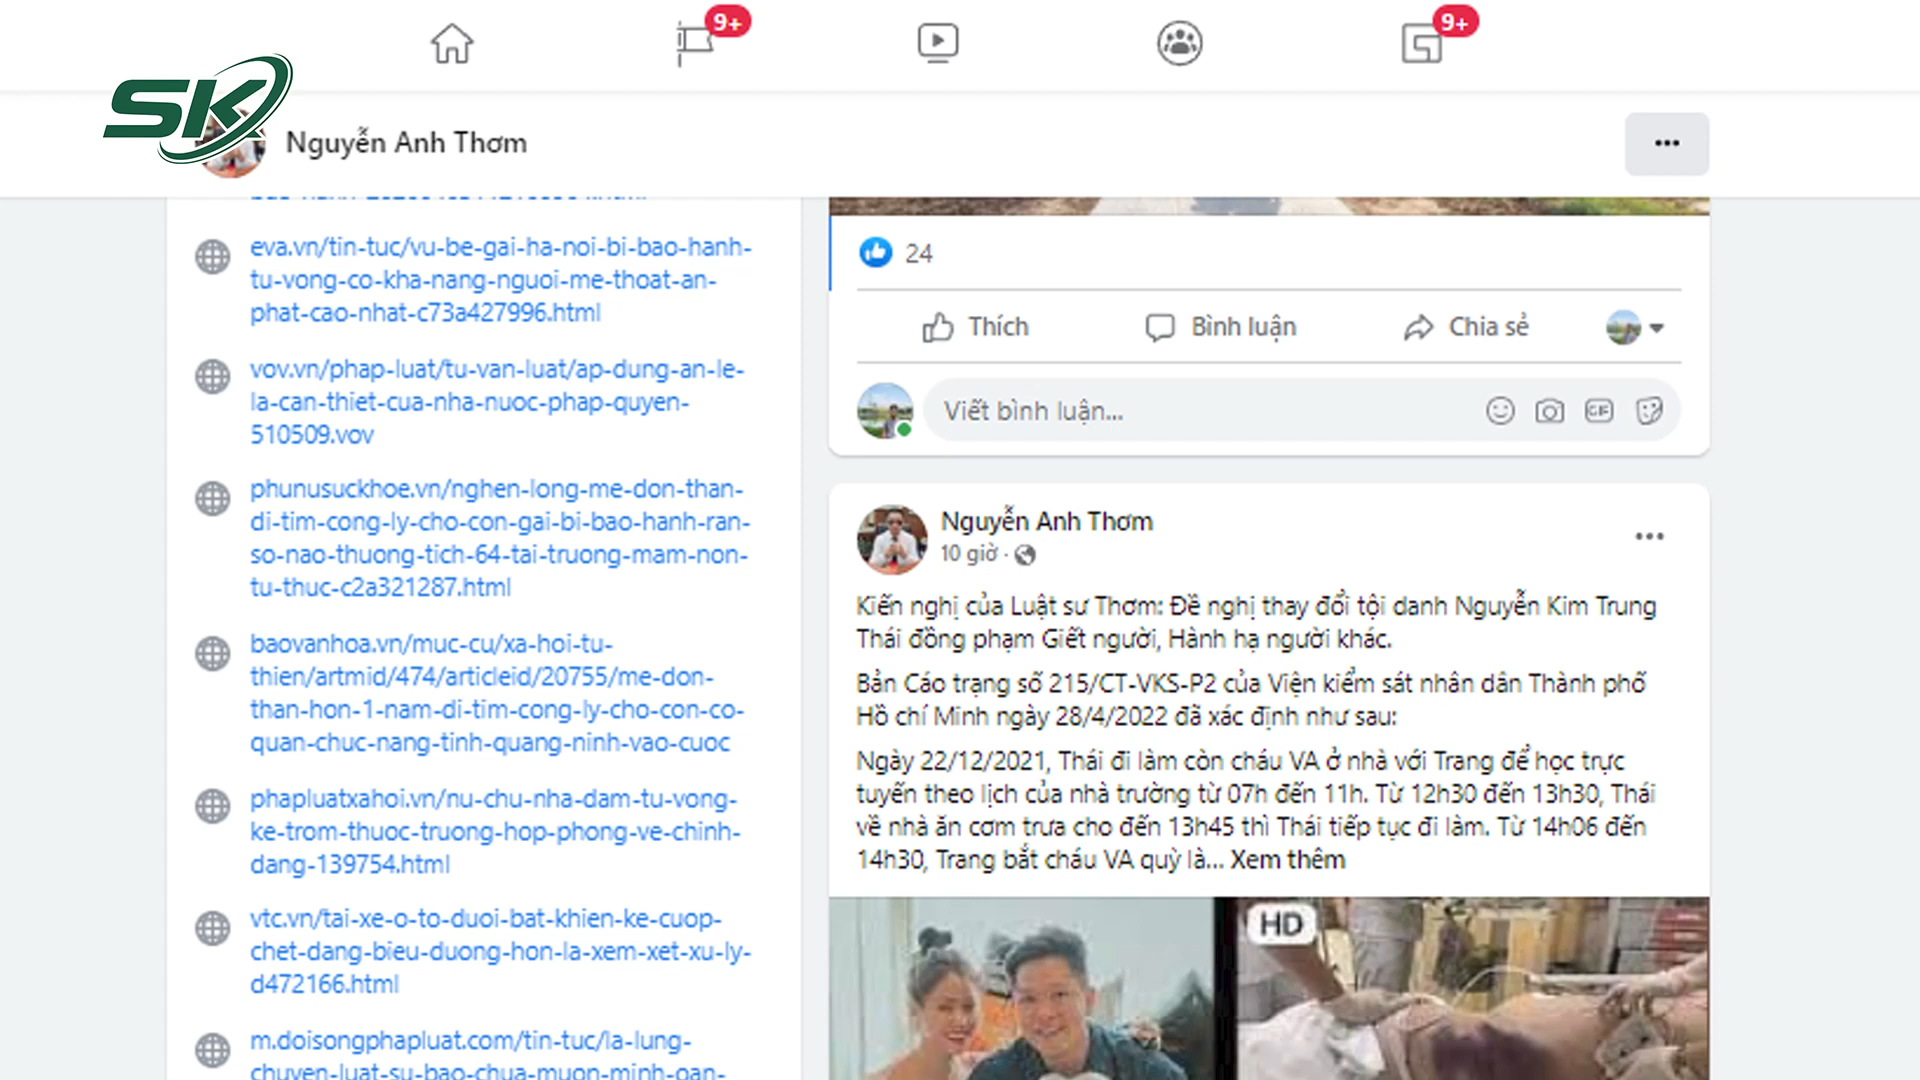 9+
9+
SK
Nguyễn Anh Thơm
eva.vn/tin-tuc/vu-be-gai-ha-noi-bi-bao-hanh-
tu-vong-co-kha-nang-nguoi-me-thoat-an-
phat-cao-nhat-c73a427996.html
vov.vn/phap-luat/tu-van-luat/ap-dung-an-le-
la-can-thiet-cua-nha-nuoc-phap-quyen-
510509.vov
phunusuckhoe.vn/nghen-long-me-don-than-
di-tim-cong-ly-cho-con-gai-bi-bao-hanh-ran-
so-nao-thuong-tich-64-tai-truong-mam-non-
tu-thuc-c2a321287.html
baovanhoa.vn/muc-cu/xa-hoi-tu-
thien/artmid/474/articleid/20755/me-don-
than-hon-1-nam-di-tim-cong-ly-cho-con-co-
quan-chuc-nang-tinh-quang-ninh-vao-cuoc
phapluatxahoi.vn/nu-chu-nha-dam-tu-vong-
ke-trom-thuoc-truong-hop-phong-ve-chinh-
dang-139754.html
vtc.vn/tai-xe-o-to-duoi-bat-khien-ke-cuop-
chet-dang-bieu-duong-hon-la-xem-xet-xu-ly-
d472166.html
m.doisongphapluat.com/tin-tuc/la-lung-
chuyen-luat-su-bao-chua-muon-minh-oan-
24
Thích
Bình luận
Chia sẻ
Viết bình luận...
GIF
Nguyễn Anh Thơm
10 giờ ·
Kiến nghị của Luật sư Thơm: Đề nghị thay đổi tội danh Nguyễn Kim Trung
Thái đồng phạm Giết người, Hành hạ người khác.
Bản Cáo trạng số 215/CT-VKS-P2 của Viện kiểm sát nhân dân Thành phố
Hồ chí Minh ngày 28/4/2022 đã xác định như sau:
Ngày 22/12/2021, Thái đi làm còn cháu VA ở nhà với Trang để học trực
tuyến theo lịch của nhà trường từ 07h đến 11h. Từ 12h30 đến 13h30, Thái
về nhà ăn cơm trưa cho đến 13h45 thì Thái tiếp tục đi làm. Từ 14h06 đến
14h30, Trang bắt cháu VA quỳ là... Xem thêm
HD